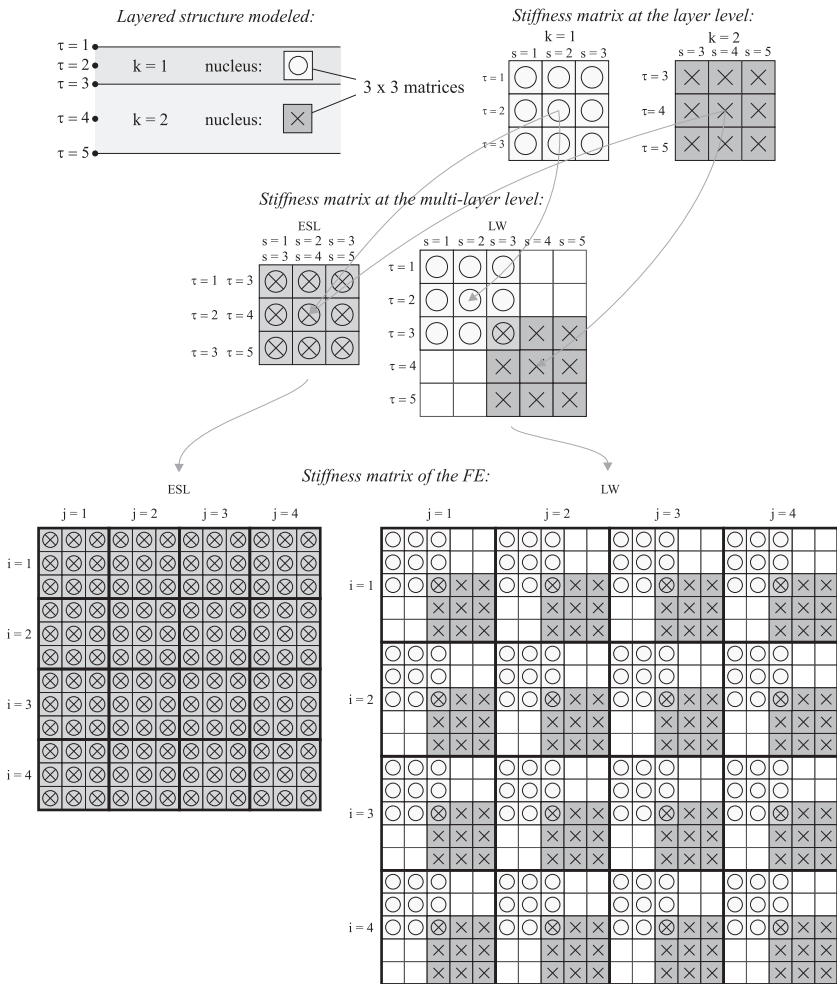 Layered structure modeled:
τ = 1
τ = 2
k = 1 nucleus:
τ = 3
τ = 4
k = 2 nucleus:
τ = 5
3 x 3 matrices
Stiffness matrix at the layer level:
k = 1
s = 1 s = 2 s = 3
τ = 1
τ = 2
τ = 3
k = 2
s = 3 s = 4 s = 5
τ = 3
τ= 4
τ = 5
Stiffness matrix at the multi-layer level:
ESL
s = 1 s = 2 s = 3
s = 3 s = 4 s = 5
τ = 1 τ = 3
τ = 2 τ = 4
τ = 3 τ = 5
LW
s = 1 s = 2 s = 3 s = 4 s = 5
τ = 1
τ = 2
τ = 3
τ = 4
τ = 5
Stiffness matrix of the FE:
ESL
j = 1 j = 2 j = 3 j = 4
i = 1
i = 2
i = 3
i = 4
LW
j = 1 j = 2 j = 3 j = 4
i = 1
i = 2
i = 3
i = 4